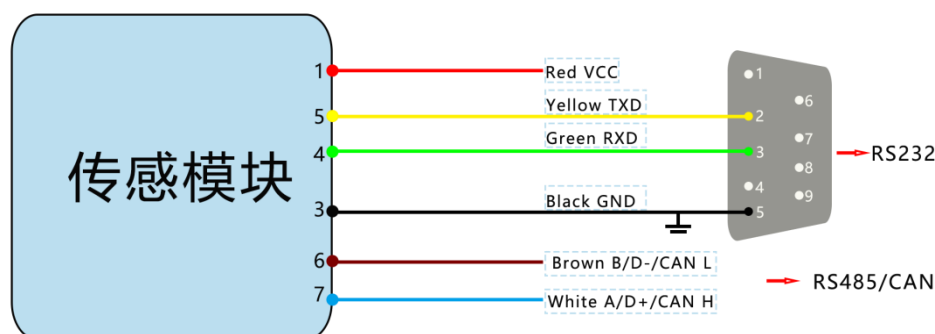 传感模块
1 Red VCC
5 Yellow TXD
4 Green RXD
3 Black GND
6 Brown B/D-/CAN L
7 White A/D+/CAN H
1
2
3
4
5
6
7
8
9
RS232
RS485/CAN